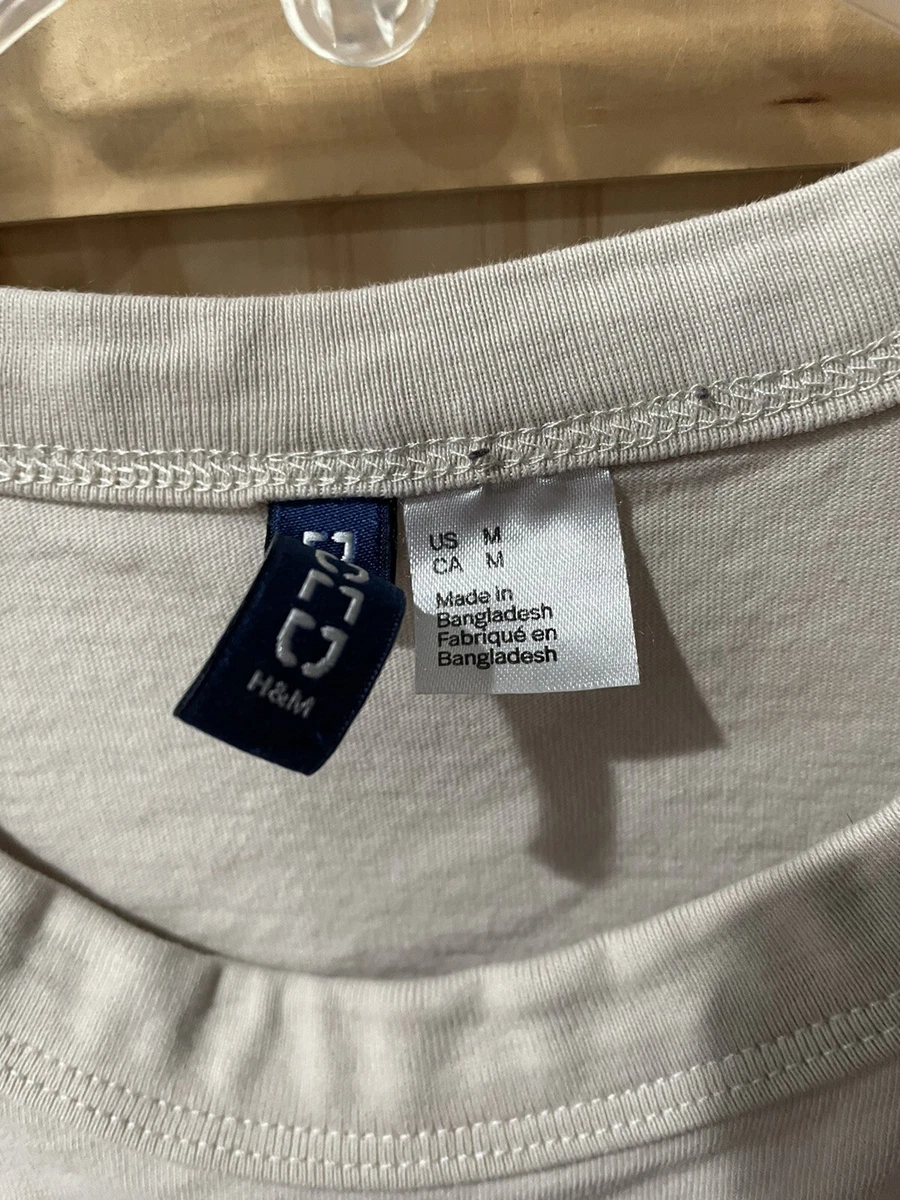 H&M
US M
CA M
Made in
Bangladesh
Fabriqué en
Bangladesh